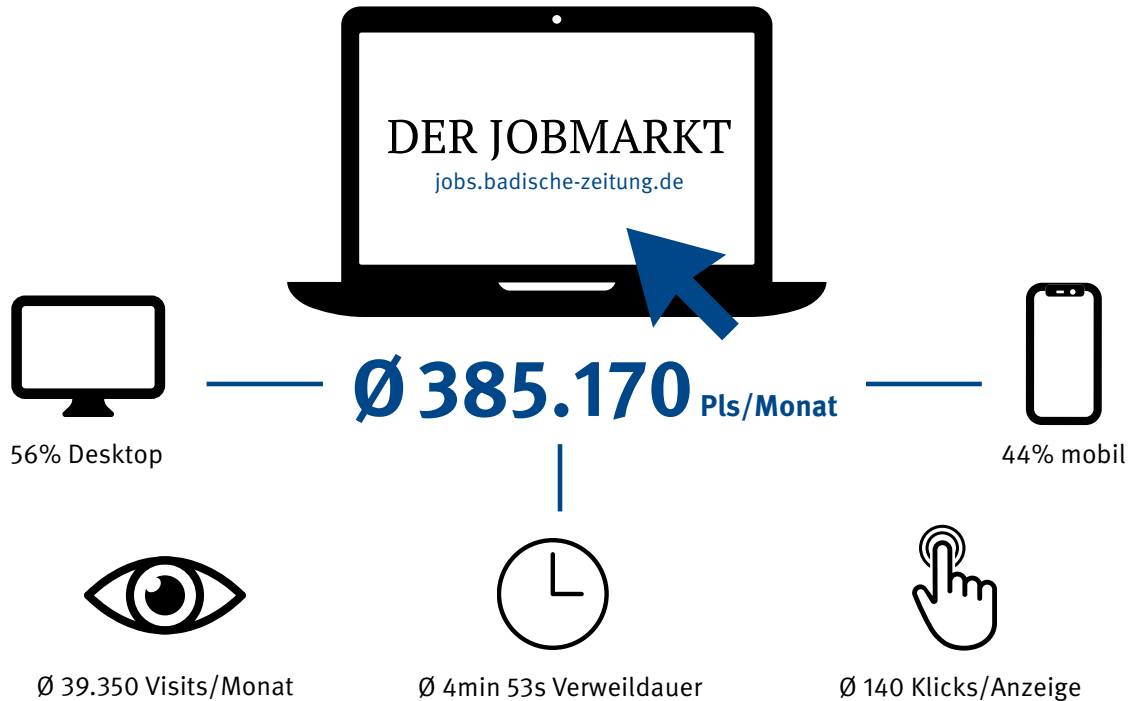 DER JOBMARKT
jobs.badische-zeitung.de
Ø 385.170 PIs/Monat
56% Desktop
44% mobil
Ø 39.350 Visits/Monat
Ø 4min 53s Verweildauer
Ø 140 Klicks/Anzeige